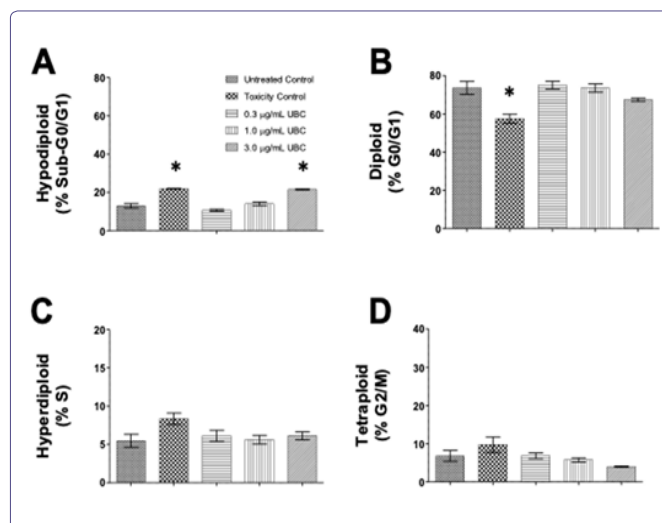 A
B
Hypodiploid
(% Sub-G0/G1)
80
60
40
20
0
Untreated Control
Toxicity Control
0.3 µg/mL UBC
1.0 µg/mL UBC
3.0 µg/mL UBC
*
*
Diploid
(% G0/G1)
80
60
40
20
0
*
C
D
Hyperdiploid
(% S)
20
15
10
5
0
Tetraploid
(% G2/M)
40
30
20
10
0